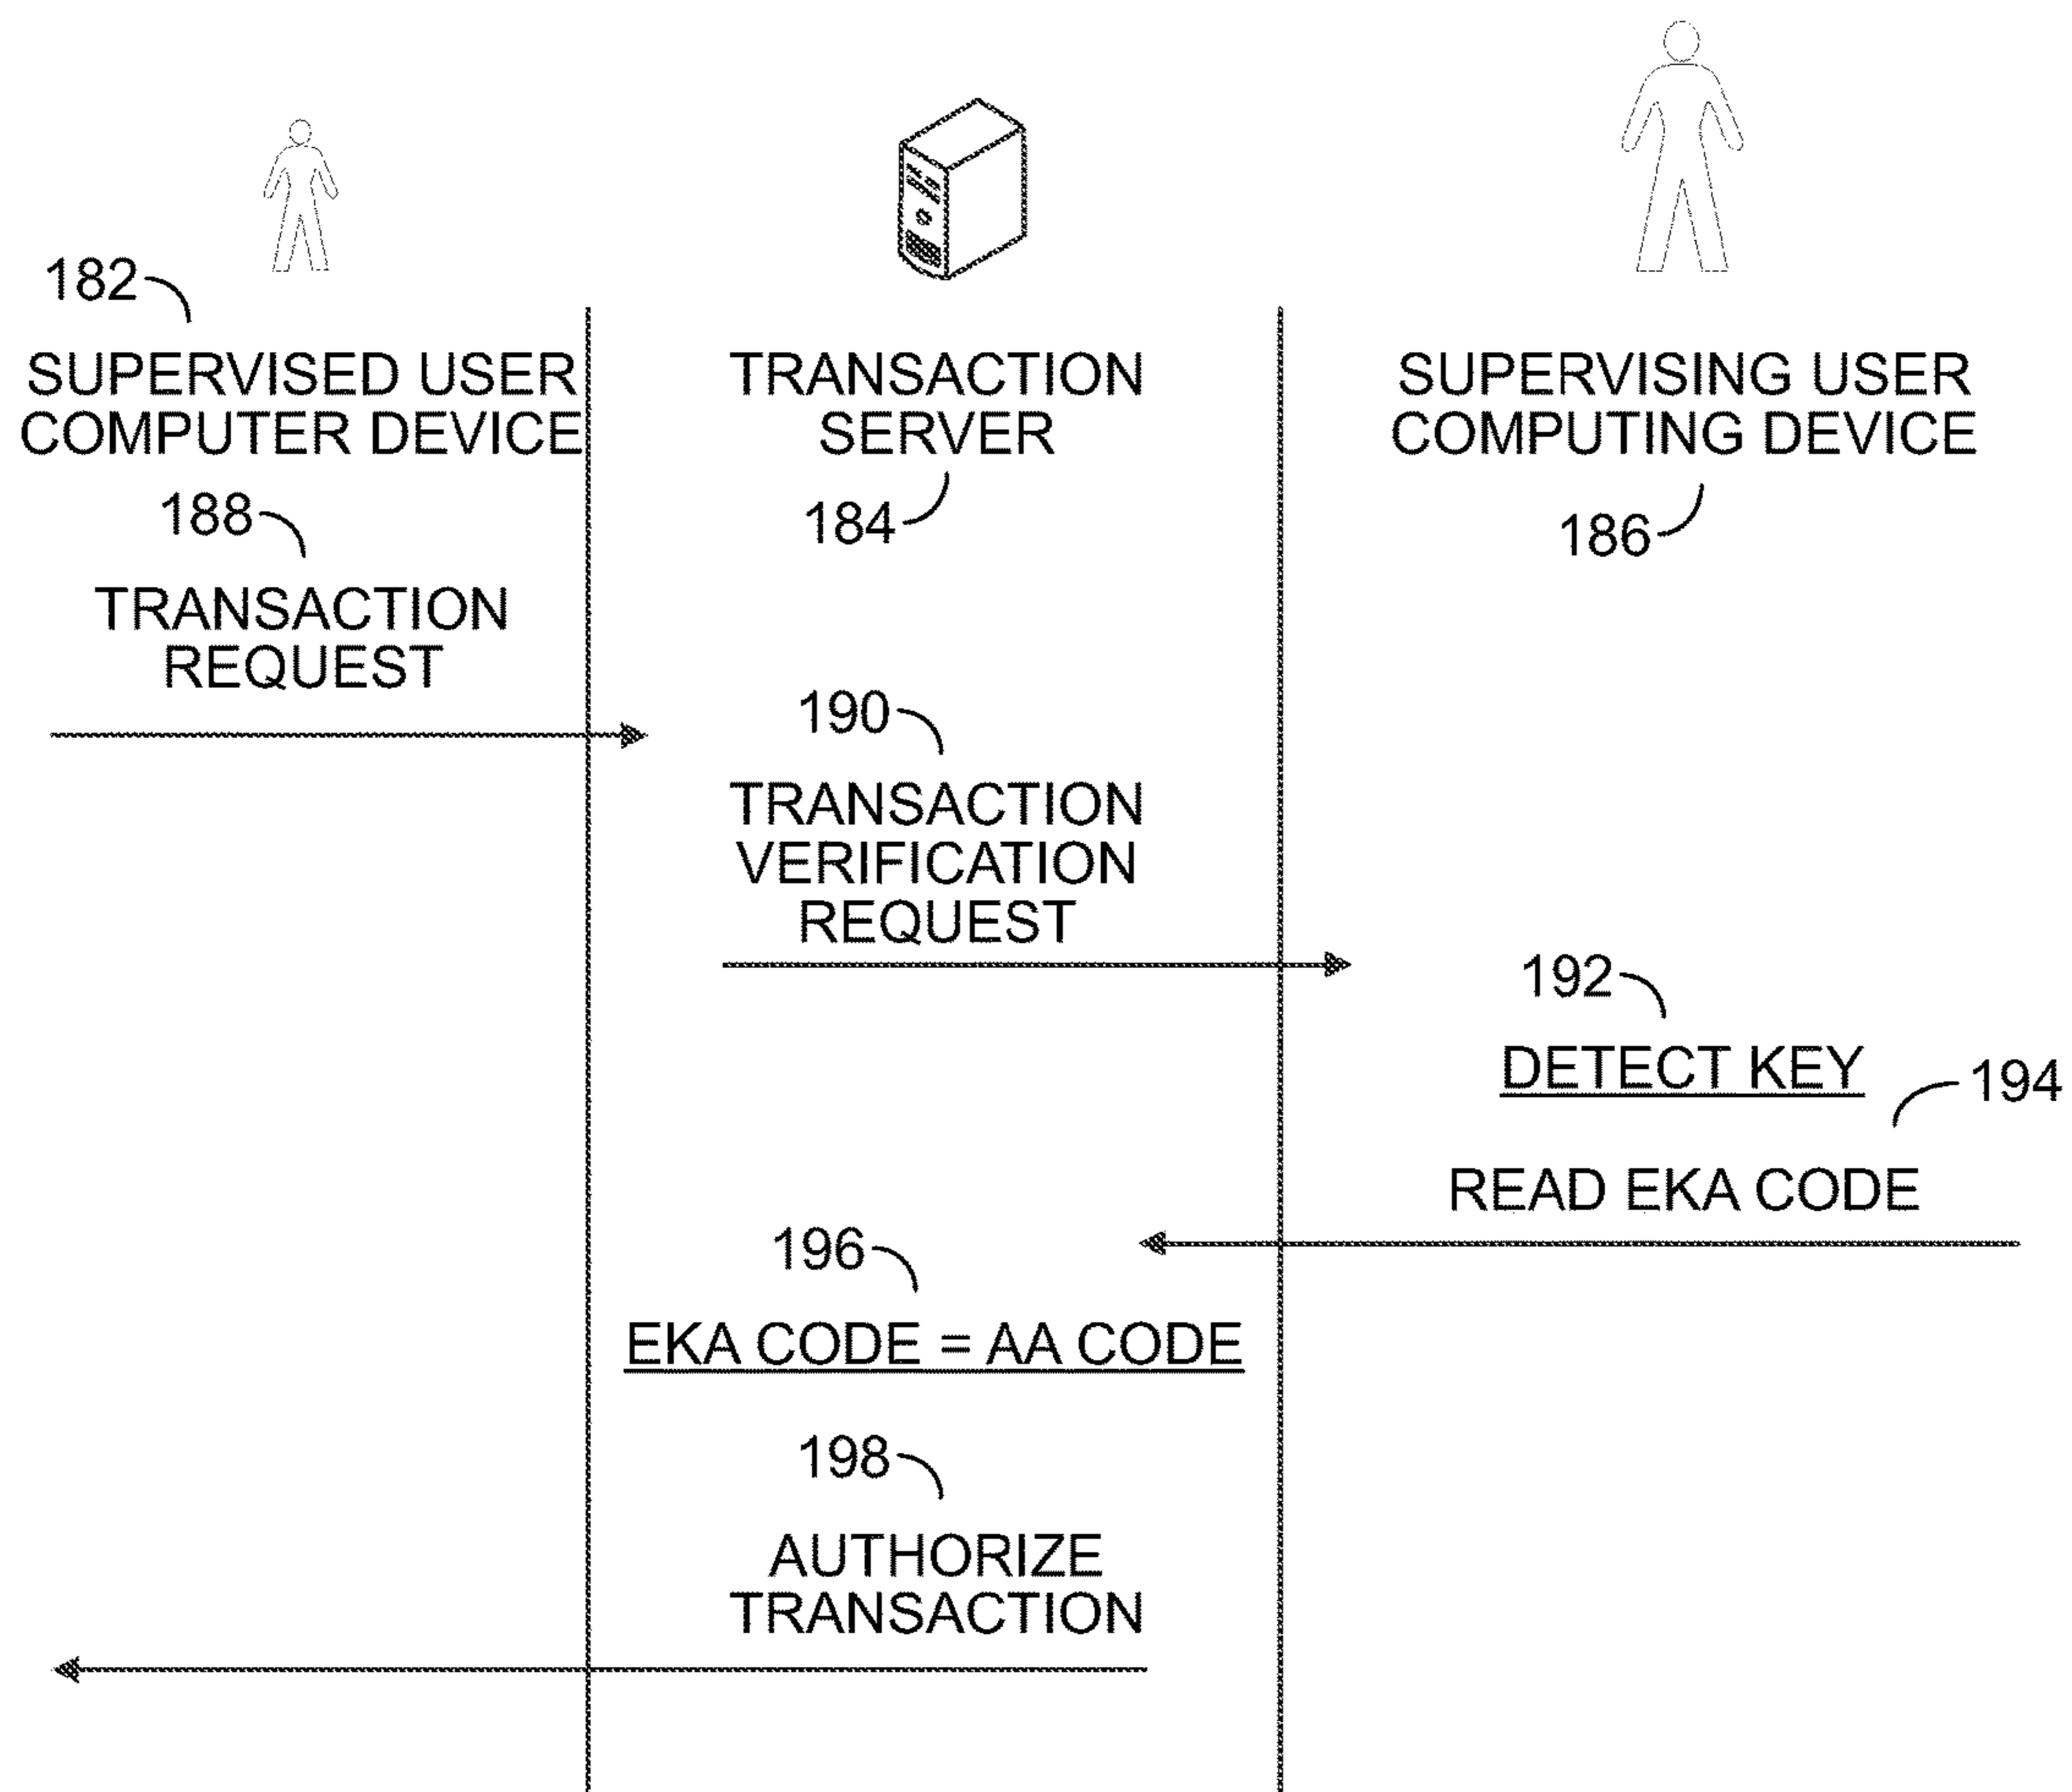 182
SUPERVISED USER
COMPUTER DEVICE
TRANSACTION
SERVER
184
SUPERVISING USER
COMPUTING DEVICE
186
188
TRANSACTION
REQUEST
190
TRANSACTION
VERIFICATION
REQUEST
192
DETECT KEY
194
READ EKA CODE
196
EKA CODE = AA CODE
198
AUTHORIZE
TRANSACTION